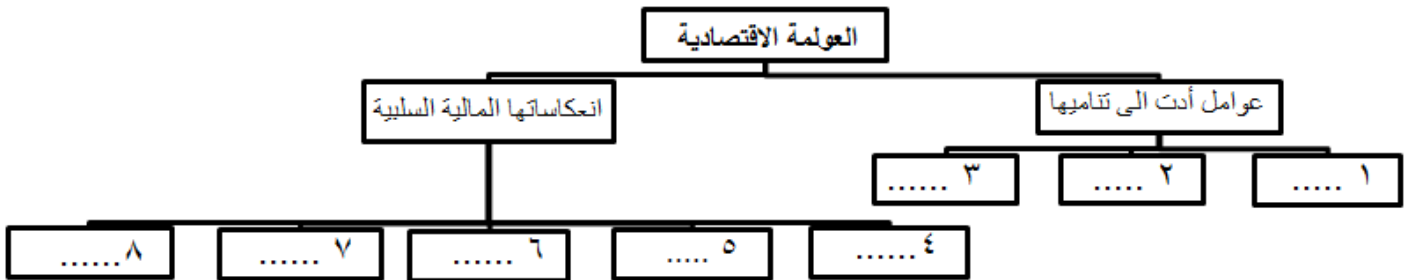 العولمة الاقتصادية
عوامل أدت الى تناميها
انعكاساتها المالية السلبية
١ .....
٢ .....
٣ ......
٤ ......
٥ .....
٦ ......
٧ ......
٨ ......